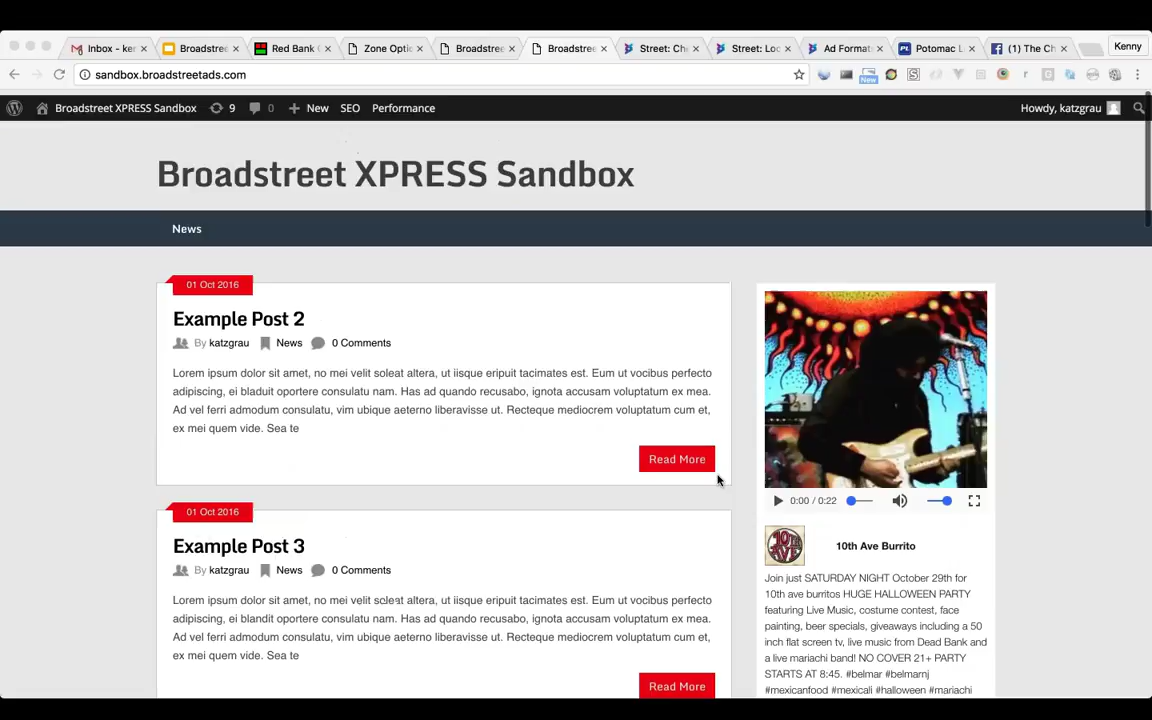 Inbox - ker
Broadstree
Red Bank
Zone Optio
Broadstree
Broadstree
Street: Che
Street: Loc
Ad Formats
Potomac L
(1) The Ch
Kenny
sandbox.broadstreetads.com
New
Broadstreet XPRESS Sandbox
9
0
New
SEO
Performance
Howdy, katzgrau
Broadstreet XPRESS Sandbox
News
01 Oct 2016
Example Post 2
By katzgrau
News
0 Comments
Lorem ipsum dolor sit amet, no mei velit soleat altera, ut iisque eripuit tacimates est. Eum ut vocibus perfecto
adipiscing, ei bladuit oportere consulatu nam. Has ad quando recusabo, ignota accusam voluptatum ex mea.
Ad vel ferri admodum consulatu, vim ubique aeterno liberavisse ut. Recteque mediocrem voluptatum cum et,
ex mei quem vide. Sea te
Read More
01 Oct 2016
Example Post 3
By katzgrau
News
0 Comments
Lorem ipsum dolor sit amet, no mei velit soleat altera, ut iisque eripuit tacimates est. Eum ut vocibus perfecto
adipiscing, ei blandit oportere consulatu nam. Has ad quando recusabo, ignota accusam voluptatum ex mea.
Ad vel ferri admodum consulatu, vim ubique aeterno liberavisse ut. Recteque mediocrem voluptatum cum et,
ex mei quem vide. Sea te
Read More
0:00 / 0:22
10th AVE
10th Ave Burrito
Join just SATURDAY NIGHT October 29th for
10th ave burritos HUGE HALLOWEEN PARTY
featuring Live Music, costume contest, face
painting, beer specials, giveaways including a 50
inch flat screen tv, live music from Dead Bank and
a live mariachi band! NO COVER 21+ PARTY
STARTS AT 8:45. #belmar #belmarnj
#mexicanfood #mexicali #halloween #mariachi